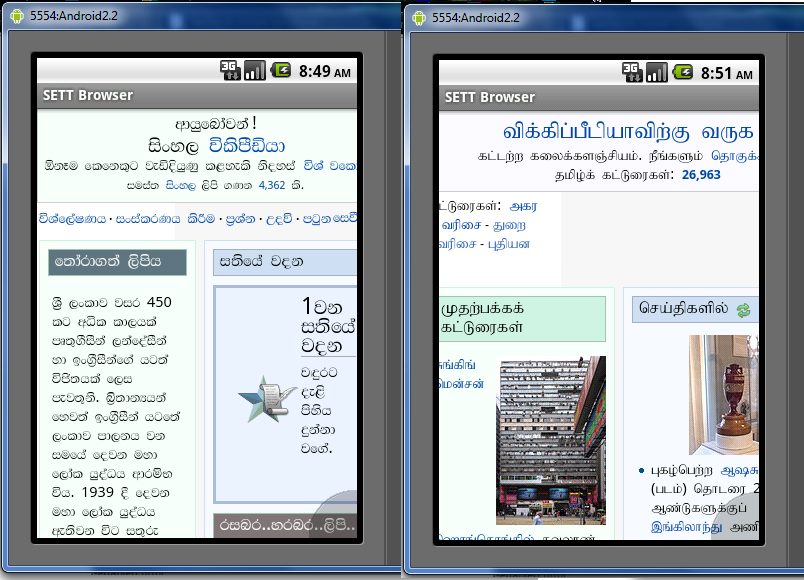 5554:Android2.2
8:49 AM
SETT Browser
ආයුබෝවන් !
සිංහල විකිපීඩියා
ඕනෑම කෙනෙකුට වැඩිදියුණු කළහැකි නිදහස් විශ්
සමස්ත සිංහල ලිපි ගණන 4,362 කි.
විශ්ලේෂණය · සංස්කරණය කිරීම · ප්‍රශ්න · උදව් · පටුන
තෝරාගත් ලිපිය
ශ්‍රී ලංකාව වසර 450
කට අධික කාලයක්
පෘතුගීසීන් ලන්දේසීන්
හා ඉංග්‍රීසීන්ගේ යටත්
විජිතයක් ලෙස
පැවතුනි. බ්‍රිතාන්‍යයන්
හෙවත් ඉංග්‍රීසීන් යටතේ
ලංකාව පාලනය වන
සමයේ දෙවන මහා
ලෝක යුද්ධය ආරම්භ
විය. 1939 දී දෙවන
මහා ලෝක යුද්ධය
ඇතිවන විට සතුරු
සතියේ වදන
1වන
සතියේ
වදන
වඳුරට
දැළි
පිහිය
දුන්නා
වගේ.
රසබර..හරබර..ලිපි..
5554:Android2.2
8:51 AM
SETT Browser
விக்கிப்பீடியாவிற்கு வருக
கட்டற்ற கலைக்களஞ்சியம். நீங்களும் தொகுக்க
தமிழ்க் கட்டுரைகள்: 26,963
கட்டுரைகள்: அகர
வரிசை - துறை
வரிசை - புதியன
முதற்பக்கக்
கட்டுரைகள்
மென்சன்
செய்திகளில்
புகழ்பெற்ற ஆஷசு
(படம்) தொடரை 2
ஆண்டுகளுக்குப்
இங்கிலாந்து அணி